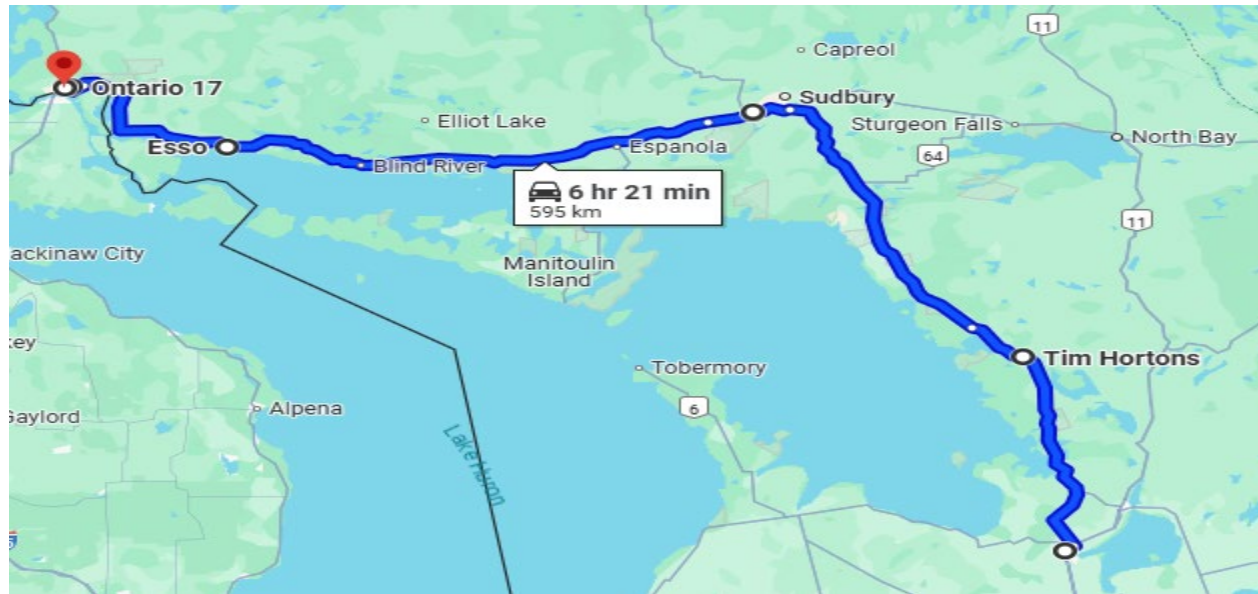 11
Capreol
Ontario 17
Sudbury
Elliot Lake
Sturgeon Falls
North Bay
Esso
Espanola
64
Blind River
6 hr 21 min
595 km
11
ackinaw City
Manitoulin
Island
key
Tim Hortons
Tobermory
6
Alpena
Gaylord
Lake Huron